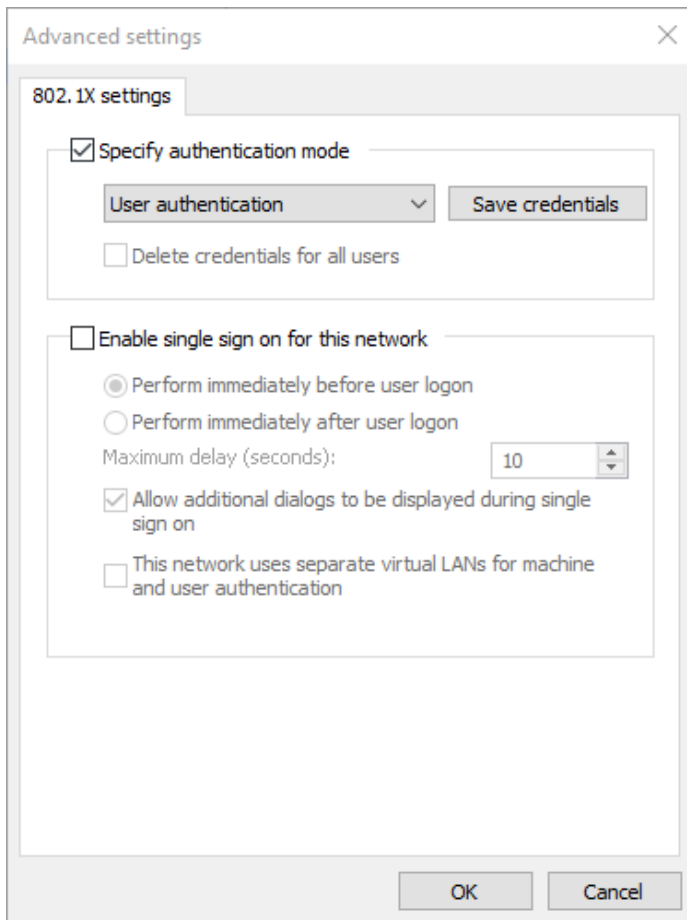 Advanced settings
802.1X settings
Specify authentication mode
User authentication
Save credentials
Delete credentials for all users
Enable single sign on for this network
Perform immediately before user logon
Perform immediately after user logon
Maximum delay (seconds):
10
Allow additional dialogs to be displayed during single
sign on
This network uses separate virtual LANs for machine
and user authentication
OK
Cancel